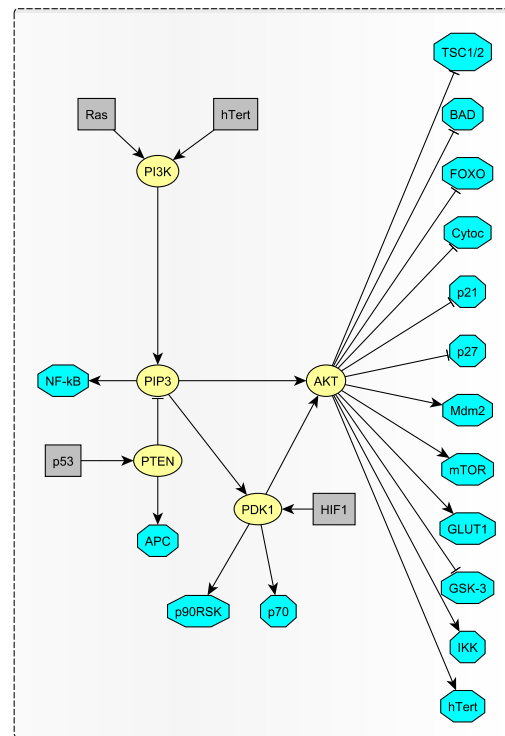 TSC1/2
Ras
hTert
BAD
PI3K
FOXO
Cytoc
p21
p27
NF-kB
PIP3
AKT
Mdm2
p53
PTEN
mTOR
PDK1
HIF1
GLUT1
APC
GSK-3
p90RSK
p70
IKK
hTert